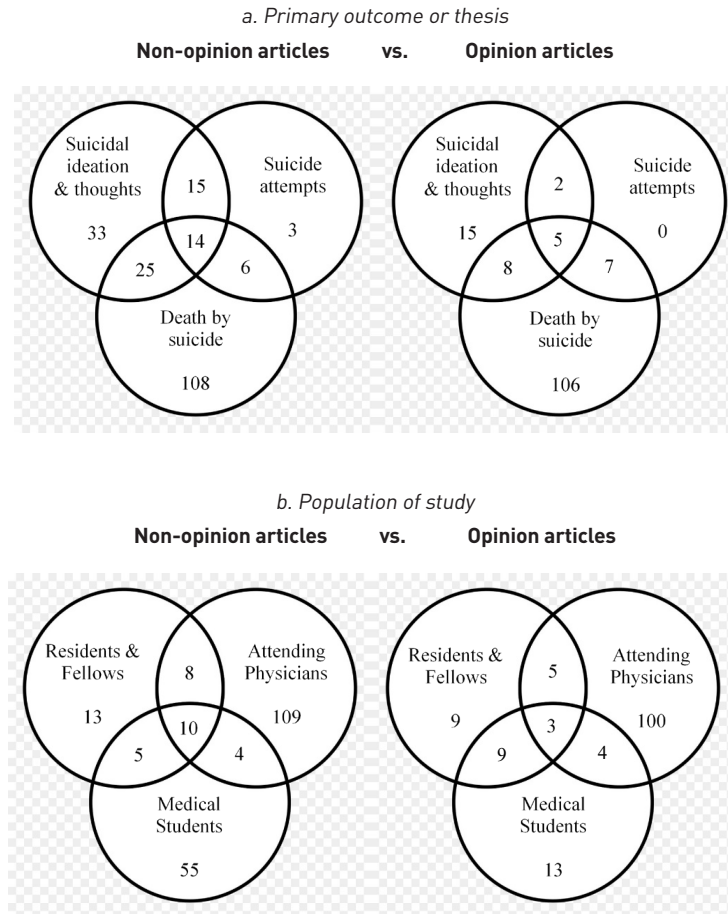 a. Primary outcome or thesis
Non-opinion articles vs. Opinion articles
Suicidal
ideation
& thoughts
33
15
Suicide
attempts
3
14
25
6
Death by
suicide
108
Suicidal
ideation
& thoughts
15
2
Suicide
attempts
0
5
8
7
Death by
suicide
106
b. Population of study
Non-opinion articles vs. Opinion articles
Residents &
Fellows
13
8
Attending
Physicians
109
10
5
4
Medical
Students
55
Residents &
Fellows
9
5
Attending
Physicians
100
3
9
4
Medical
Students
13